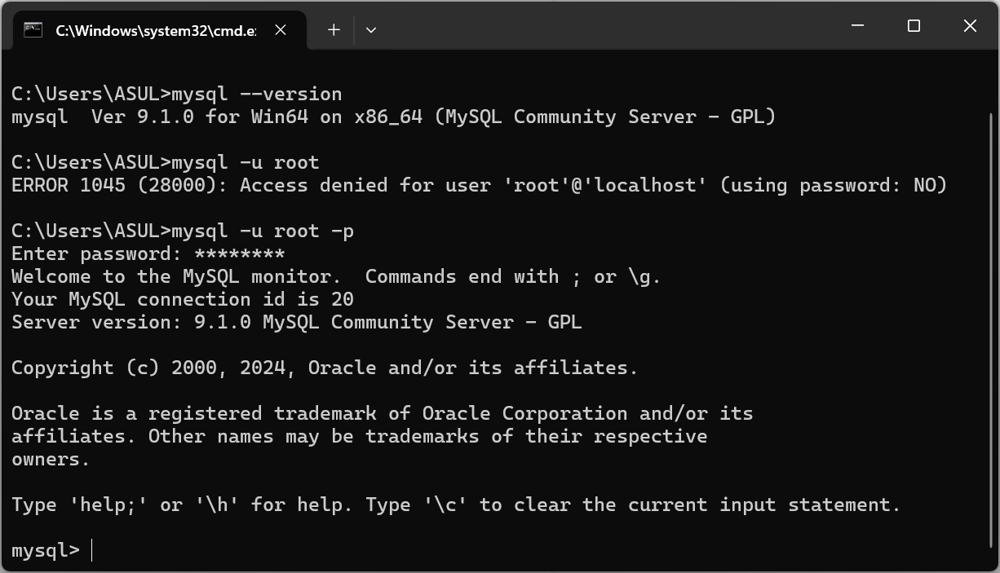 C:\Windows\system32\cmd.e
C:\Users\ASUL>mysql --version
mysql  Ver 9.1.0 for Win64 on x86_64 (MySQL Community Server - GPL)
C:\Users\ASUL>mysql -u root
ERROR 1045 (28000): Access denied for user 'root'@'localhost' (using password: NO)
C:\Users\ASUL>mysql -u root -p
Enter password: ********
Welcome to the MySQL monitor.  Commands end with ; or \g.
Your MySQL connection id is 20
Server version: 9.1.0 MySQL Community Server - GPL
Copyright (c) 2000, 2024, Oracle and/or its affiliates.
Oracle is a registered trademark of Oracle Corporation and/or its
affiliates. Other names may be trademarks of their respective
owners.
Type 'help;' or '\h' for help. Type '\c' to clear the current input statement.
mysql>